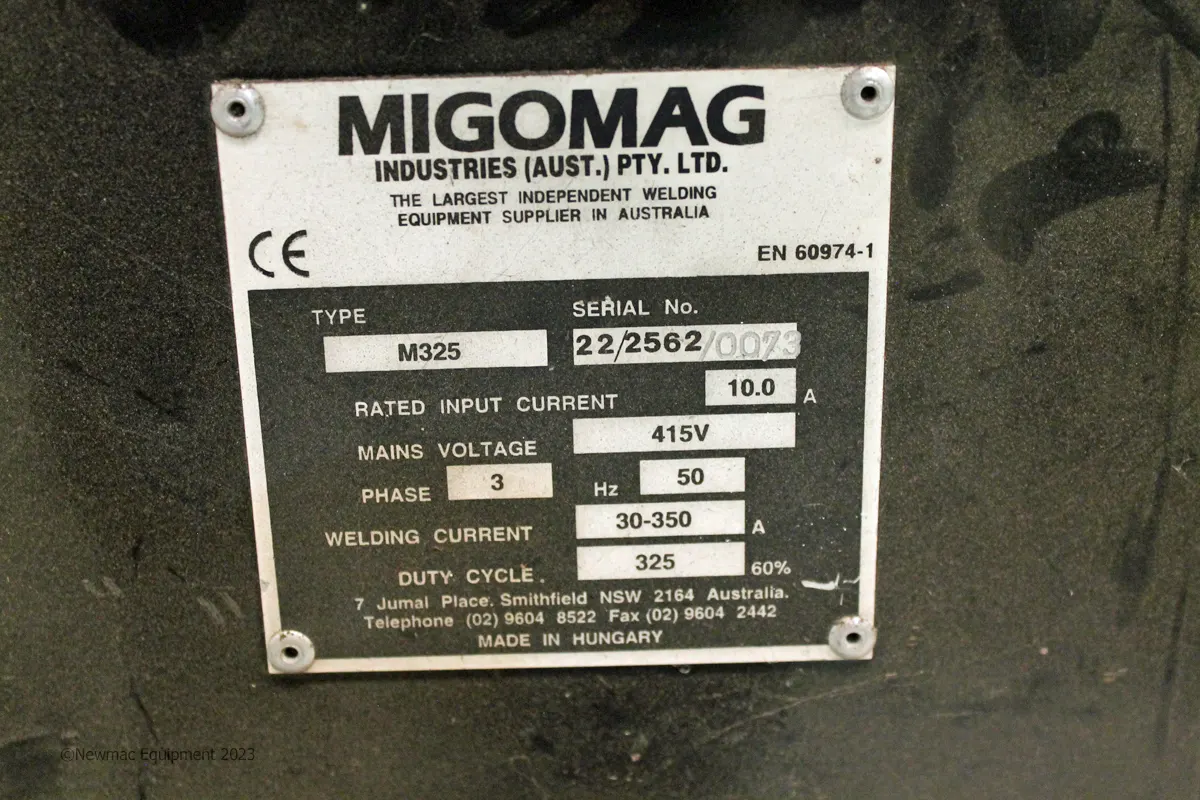 MIGOMAG
INDUSTRIES (AUST.) PTY. LTD.
THE LARGEST INDEPENDENT WELDING
EQUIPMENT SUPPLIER IN AUSTRALIA
CE
EN 60974-1
TYPE SERIAL No.
M325 22/2562/0073
RATED INPUT CURRENT 10.0 A
MAINS VOLTAGE 415V
PHASE 3 Hz 50
WELDING CURRENT 30-350 A
DUTY CYCLE. 325 60%
7 Jumal Place. Smithfield NSW 2164 Australia.
Telephone (02) 9604 8522 Fax (02) 9604 2442
MADE IN HUNGARY
©Newmac Equipment 2023